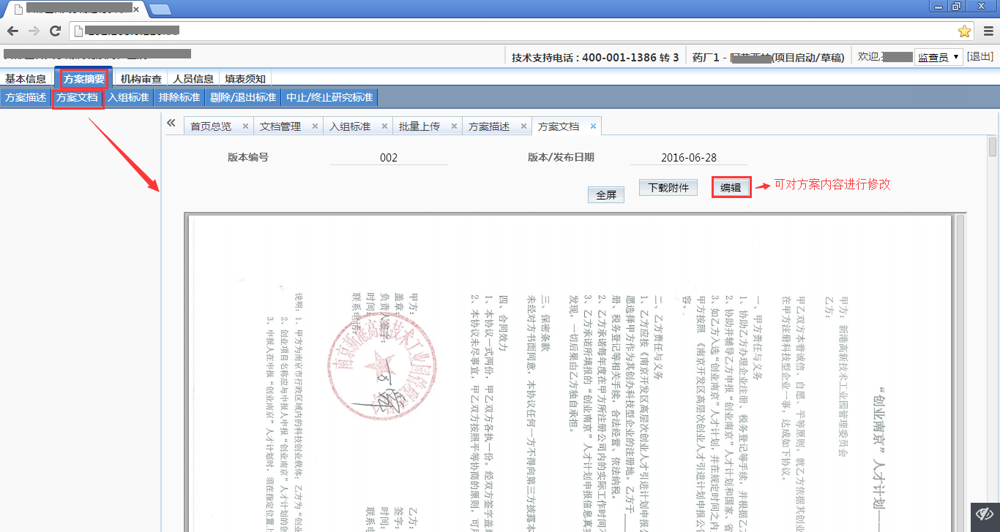 技术支持电话 : 400-001-1386 转 3
药厂1 -
(项目启动/草稿)
欢迎,
监查员
[退出]
基本信息
方案摘要
机构审查
人员信息
填表须知
方案描述
方案文档
入组标准
排除标准
剔除/退出标准
中止/终止研究标准
首页总览
文档管理
入组标准
批量上传
方案描述
方案文档
版本编号
002
版本/发布日期
2016-06-28
全屏
下载附件
编辑
可对方案内容进行修改
“创业南京”人才计划
甲方：新港高新技术工业园管理委员会
乙方：
甲乙双方本普诚信、自愿、平等原则，就乙方依据其创业
在甲方注册科技型企业一事，达成如下协议。
一、甲方责任与义务
1、协助乙方办理企业注册、税务登记等手续，并根据乙
2、协助并辅导乙方申报“创业南京”人才计划和国家、省
3、如乙方入选“创业南京”人才计划，并在规定时间之内
甲方按照《南京开发区高层次创业人才引进计划申报公告
容。
二、乙方责任与义务
1、乙方应按《南京开发区高层次创业人才引进计划申报公
愿选择甲方作为其创办科技型企业的注册地。乙方于
册、税务登记等相关手续，合法经营、依法纳税。
2、乙方承诺每年度在甲方所注册公司内的实际工作时间不
3、乙方承诺所填报的“创业南京”人才计划申报信息真实
发现，一切后果由乙方独自承担。
三、保密条款
未经对方书面同意，本协议任何一方不得向第三方披露本
四、合同效力
1、本协议一式两份，甲乙双方各执一份。经双方签字盖章
2、本协议未尽事宜，甲乙双方按照平等协商的原则，可
甲方：
盖章：
负责人签字：
时间：
联系电话：
乙方：
签字：
时间：
联系电
南京新港高新技术工业园管理委员会
说明：1、甲方为南京市行政区域内的科技创业载体；乙方为“创业
2、创业项目名称应与申报人申报“创业南京”人才计划的创
3、申报人在申报“创业南京”人才计划时，须在指定位置上